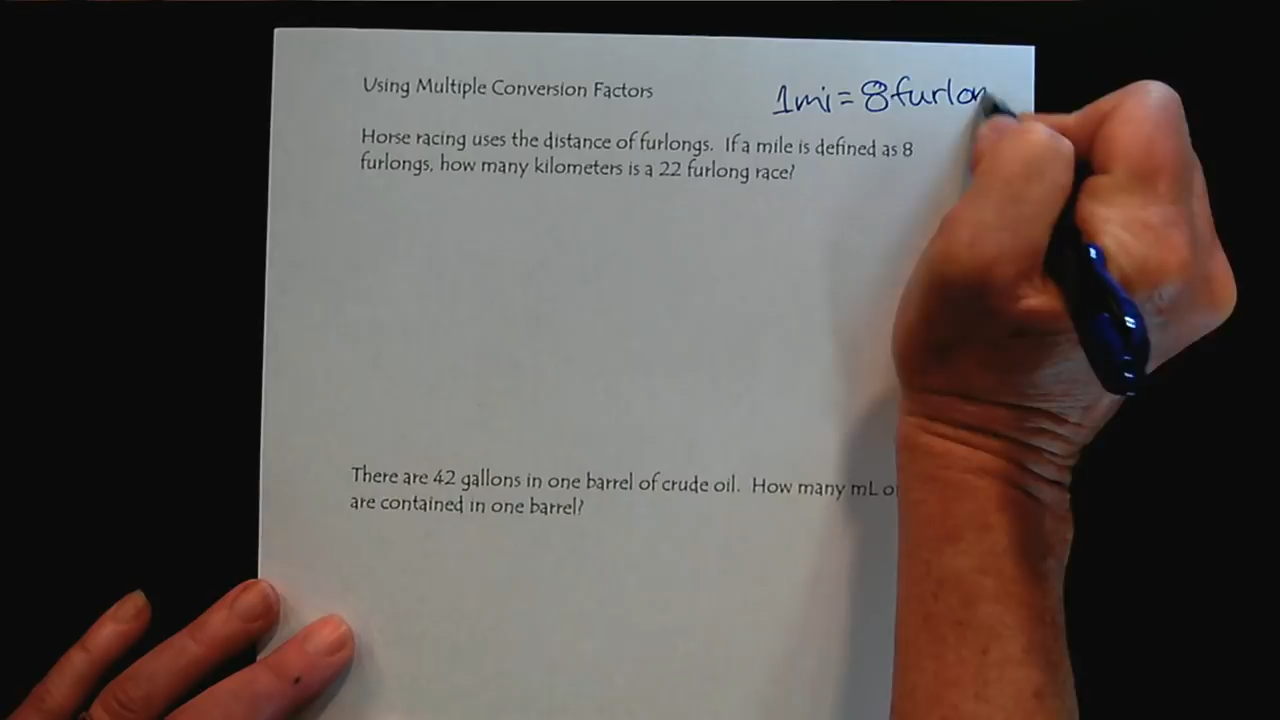 Using Multiple Conversion Factors
1mi = 8 furlon
Horse racing uses the distance of furlongs. If a mile is defined as 8
furlongs, how many kilometers is a 22 furlong race?
There are 42 gallons in one barrel of crude oil. How many mL o
are contained in one barrel?